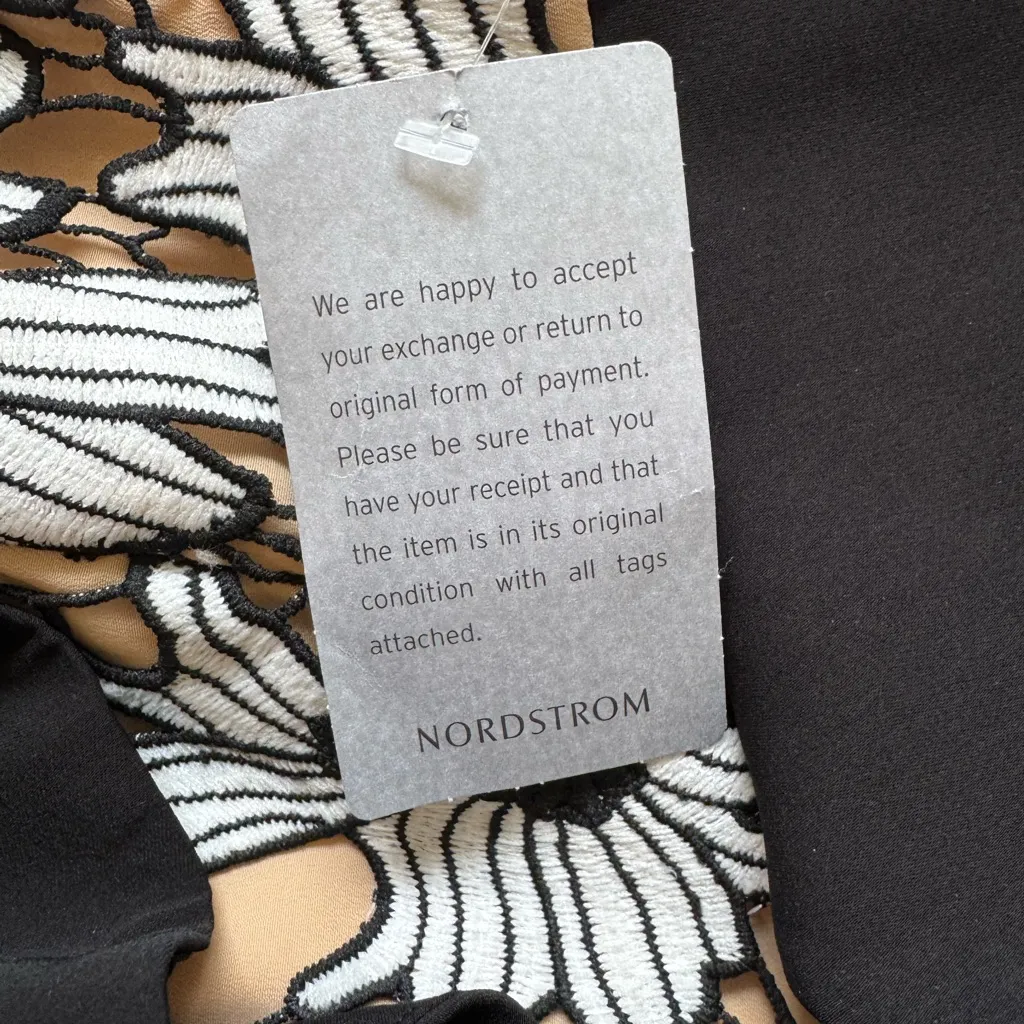 We are happy to accept
your exchange or return to
original form of payment.
Please be sure that you
have your receipt and that
the item is in its original
condition with all tags
attached.
NORDSTROM